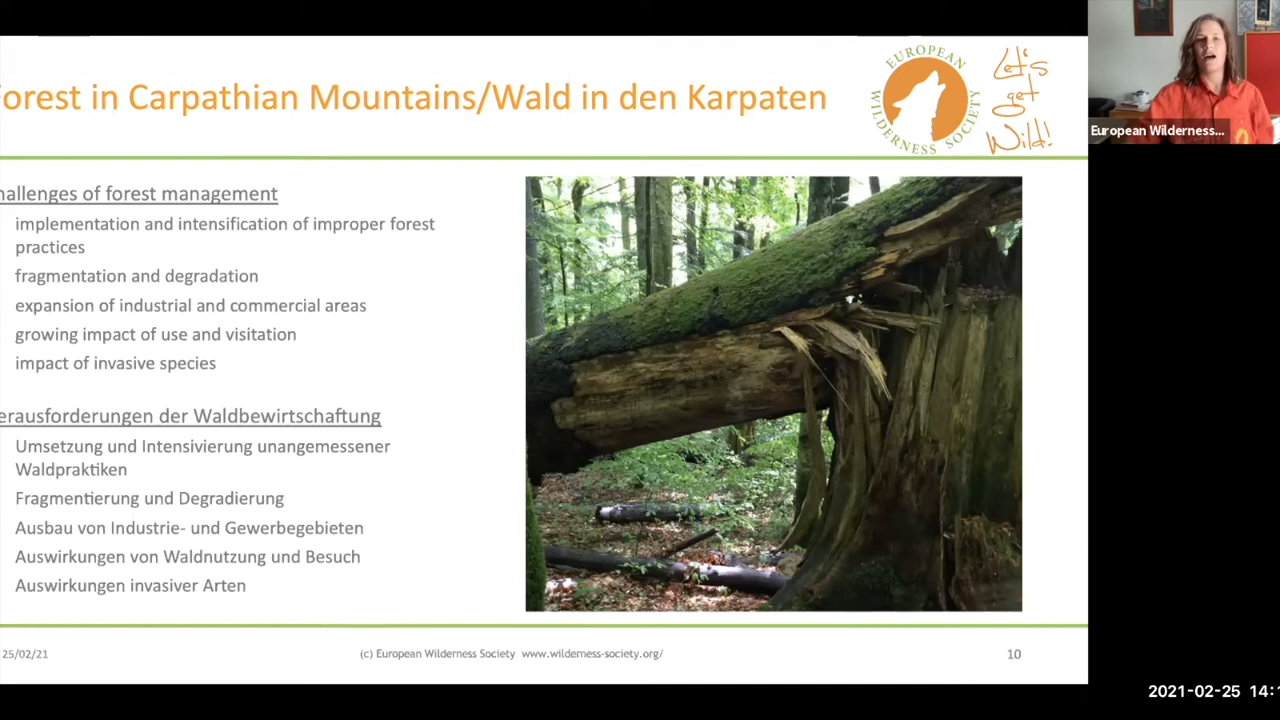 orest in Carpathian Mountains/Wald in den Karpaten
EUROPEAN WILDERNESS SOCIETY
Let's
get
Wild!
European Wilderness...
hallenges of forest management
implementation and intensification of improper forest
practices
fragmentation and degradation
expansion of industrial and commercial areas
growing impact of use and visitation
impact of invasive species
erausforderungen der Waldbewirtschaftung
Umsetzung und Intensivierung unangemessener
Waldpraktiken
Fragmentierung und Degradierung
Ausbau von Industrie- und Gewerbegebieten
Auswirkungen von Waldnutzung und Besuch
Auswirkungen invasiver Arten
25/02/21
(c) European Wilderness Society www.wilderness-society.org/
10
2021-02-25 14:1